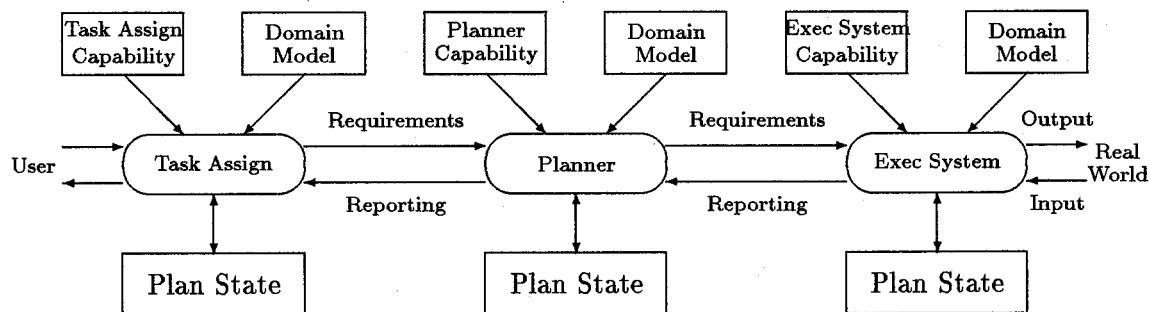 Task Assign
Capability
Domain
Model
Planner
Capability
Domain
Model
Exec System
Capability
Domain
Model
Requirements
Requirements
Output
User
Task Assign
Planner
Exec System
Real
World
Reporting
Reporting
Input
Plan State
Plan State
Plan State